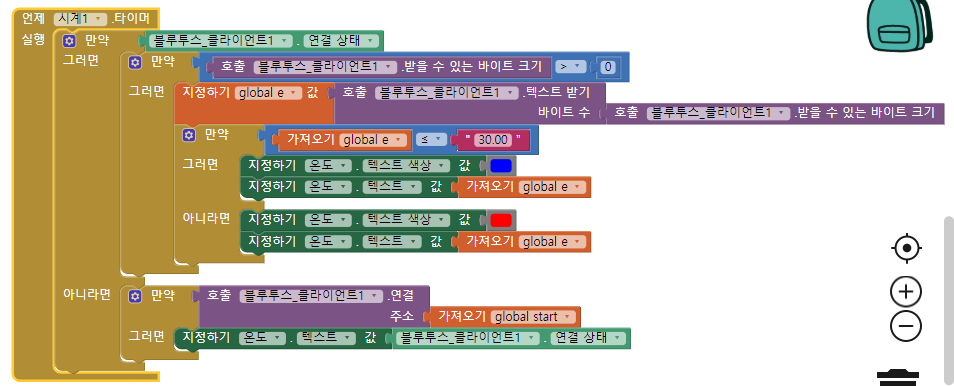 언제 시계1 .타이머
실행 만약 블루투스_클라이언트1 . 연결 상태
그러면 만약 호출 블루투스_클라이언트1 .받을 수 있는 바이트 크기 > 0
그러면 지정하기 global e 값 호출 블루투스_클라이언트1 .텍스트 받기
바이트 수 호출 블루투스_클라이언트1 .받을 수 있는 바이트 크기
만약 가져오기 global e ≤ " 30.00 "
그러면 지정하기 온도 . 텍스트 색상 값
지정하기 온도 . 텍스트 값 가져오기 global e
아니라면 지정하기 온도 . 텍스트 색상 값
지정하기 온도 . 텍스트 값 가져오기 global e
아니라면 만약 호출 블루투스_클라이언트1 .연결
주소 가져오기 global start
그러면 지정하기 온도 . 텍스트 값 블루투스_클라이언트1 . 연결 상태